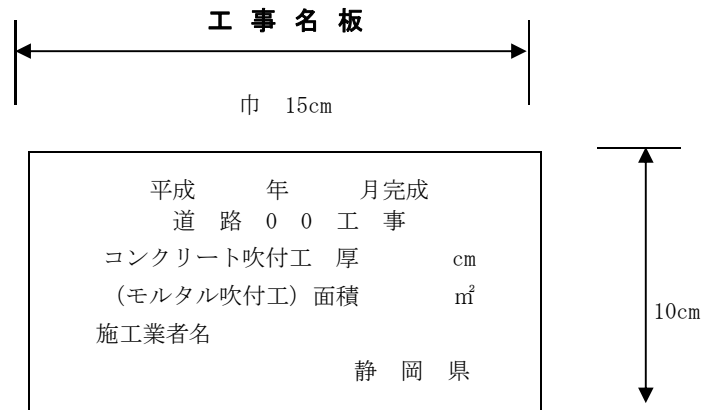 工 事 名 板
巾 15cm
平成 年 月完成
道 路 0 0 工 事
コンクリート吹付工 厚 cm
(モルタル吹付工) 面積 ㎡
10cm
施工業者名
静 岡 県